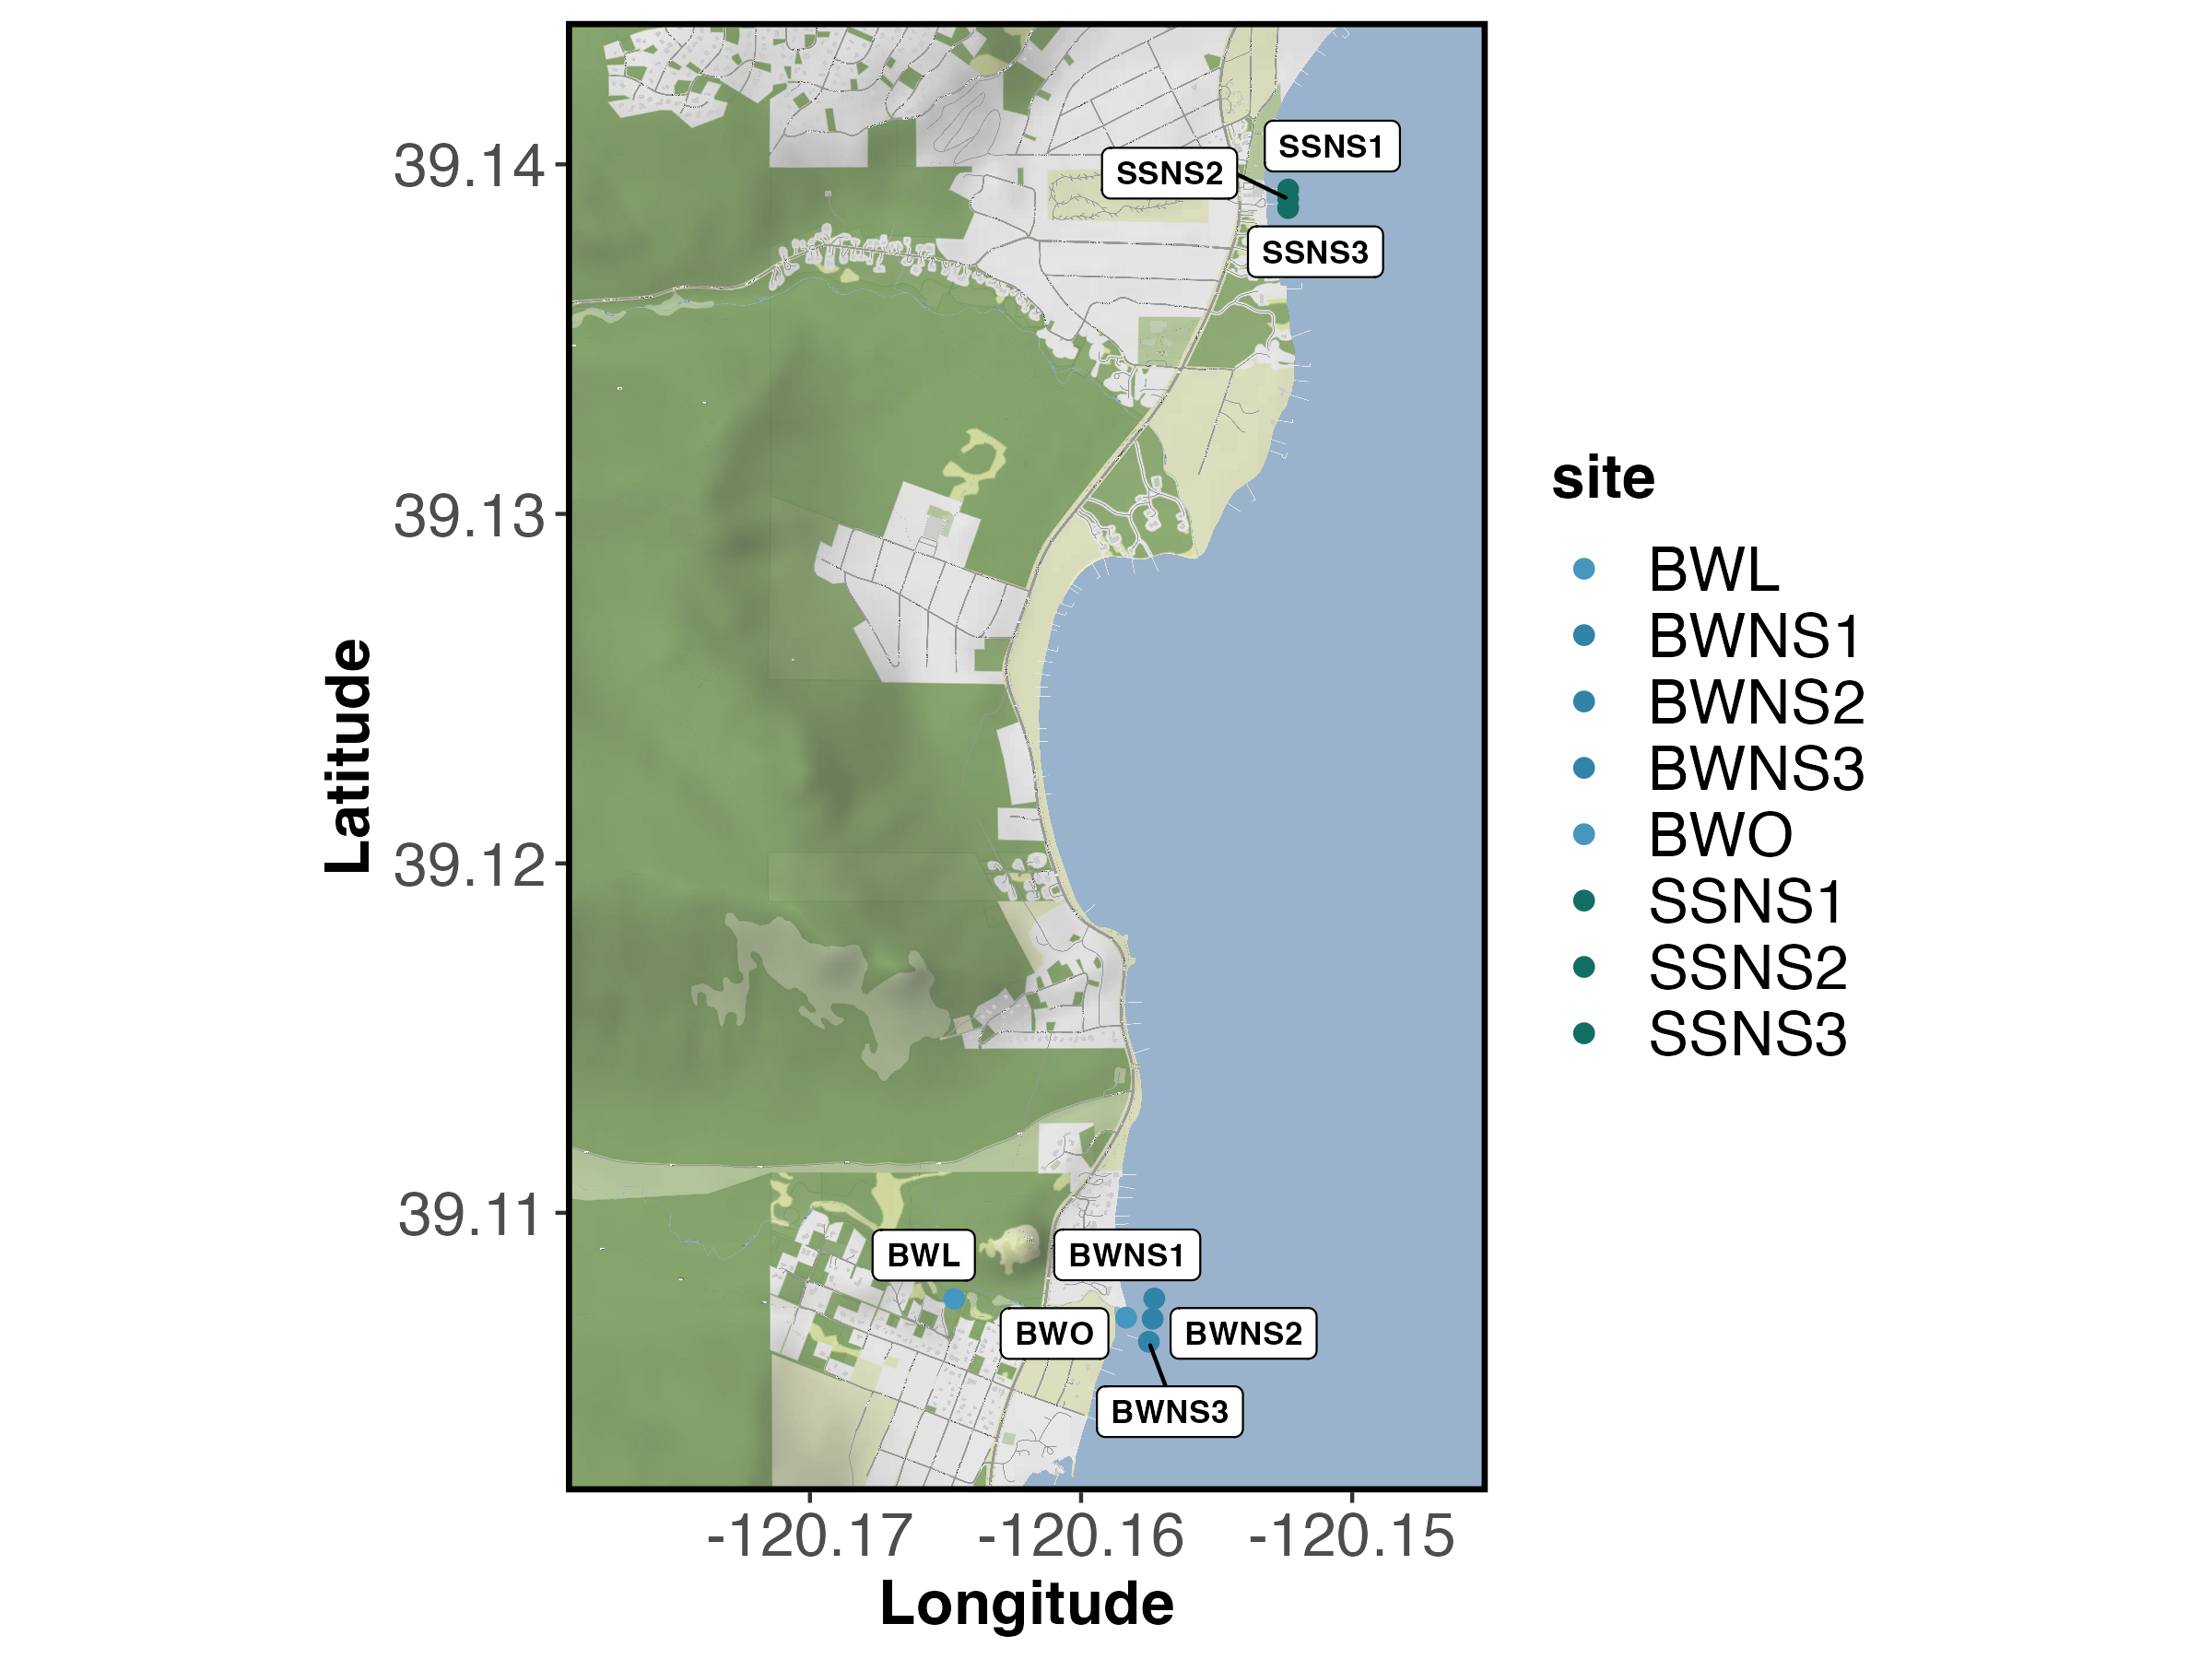 SSNS1
SSNS2
SSNS3
39.14
39.13
39.12
39.11
Latitude
BWL
BWNS1
BWO
BWNS2
BWNS3
-120.17
-120.16
-120.15
Longitude
site
BWL
BWNS1
BWNS2
BWNS3
BWO
SSNS1
SSNS2
SSNS3